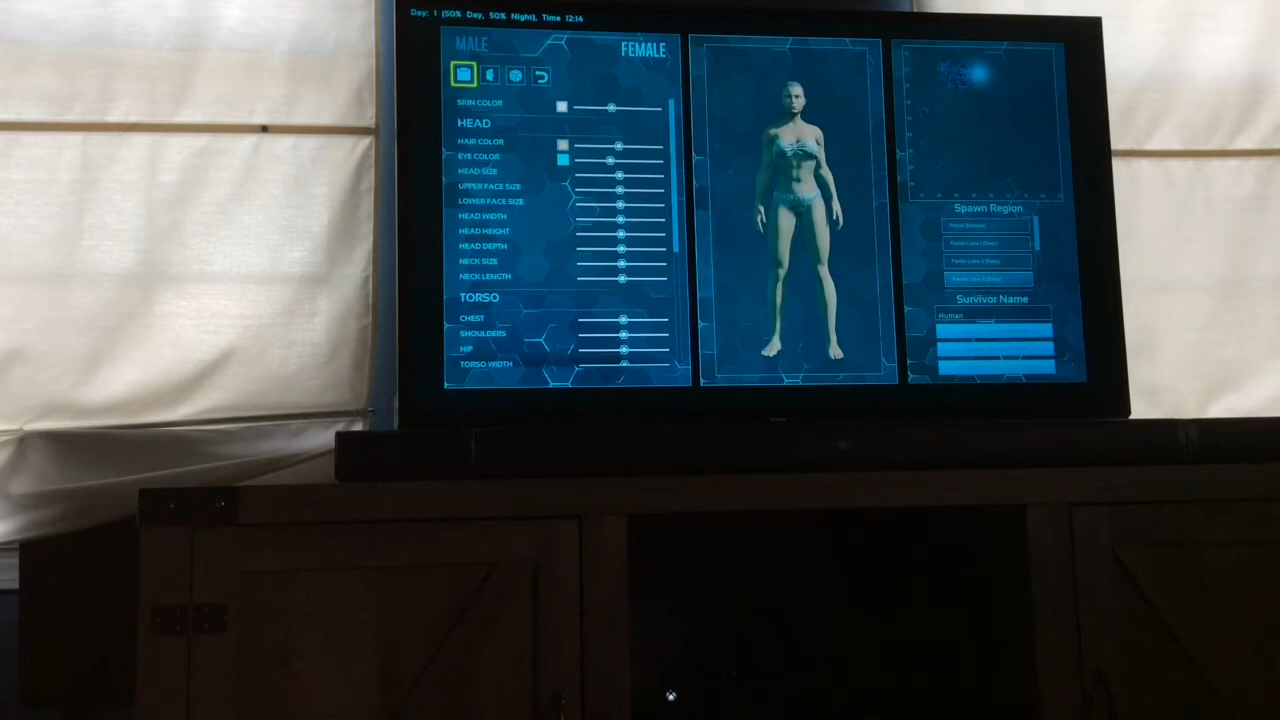 Day: 1 (50% Day, 50% Night), Time 12:14
MALE
FEMALE
SKIN COLOR
HEAD
HAIR COLOR
EYE COLOR
HEAD SIZE
UPPER FACE SIZE
LOWER FACE SIZE
HEAD WIDTH
HEAD HEIGHT
HEAD DEPTH
NECK SIZE
NECK LENGTH
TORSO
CHEST
SHOULDERS
HIP
TORSO WIDTH
Spawn Region
Survivor Name
Human